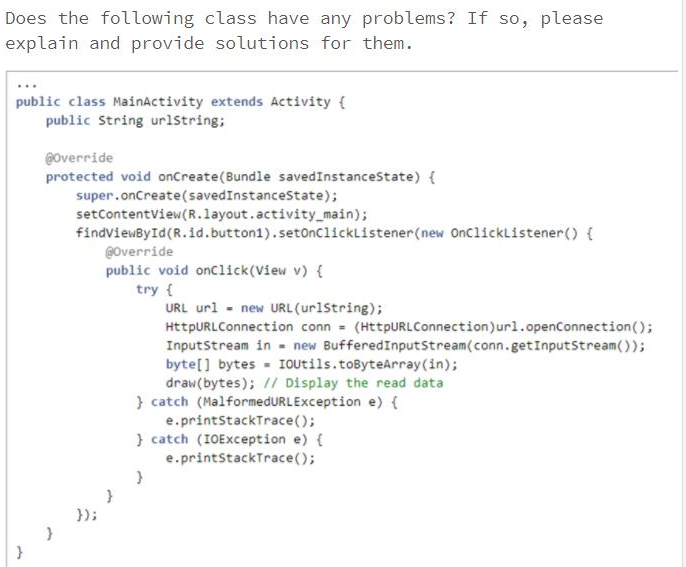 Does the following class have any problems? If so, please
explain and provide solutions for them.
...
public class MainActivity extends Activity {
    public String urlString;

    @Override
    protected void onCreate(Bundle savedInstanceState) {
        super.onCreate(savedInstanceState);
        setContentView(R.layout.activity_main);
        findViewById(R.id.button1).setOnClickListener(new OnClickListener() {
            @Override
            public void onClick(View v) {
                try {
                    URL url = new URL(urlString);
                    HttpURLConnection conn = (HttpURLConnection)url.openConnection();
                    InputStream in = new BufferedInputStream(conn.getInputStream());
                    byte[] bytes = IOUtils.toByteArray(in);
                    draw(bytes); // Display the read data
                } catch (MalformedURLException e) {
                    e.printStackTrace();
                } catch (IOException e) {
                    e.printStackTrace();
                }
            }
        });
    }
}